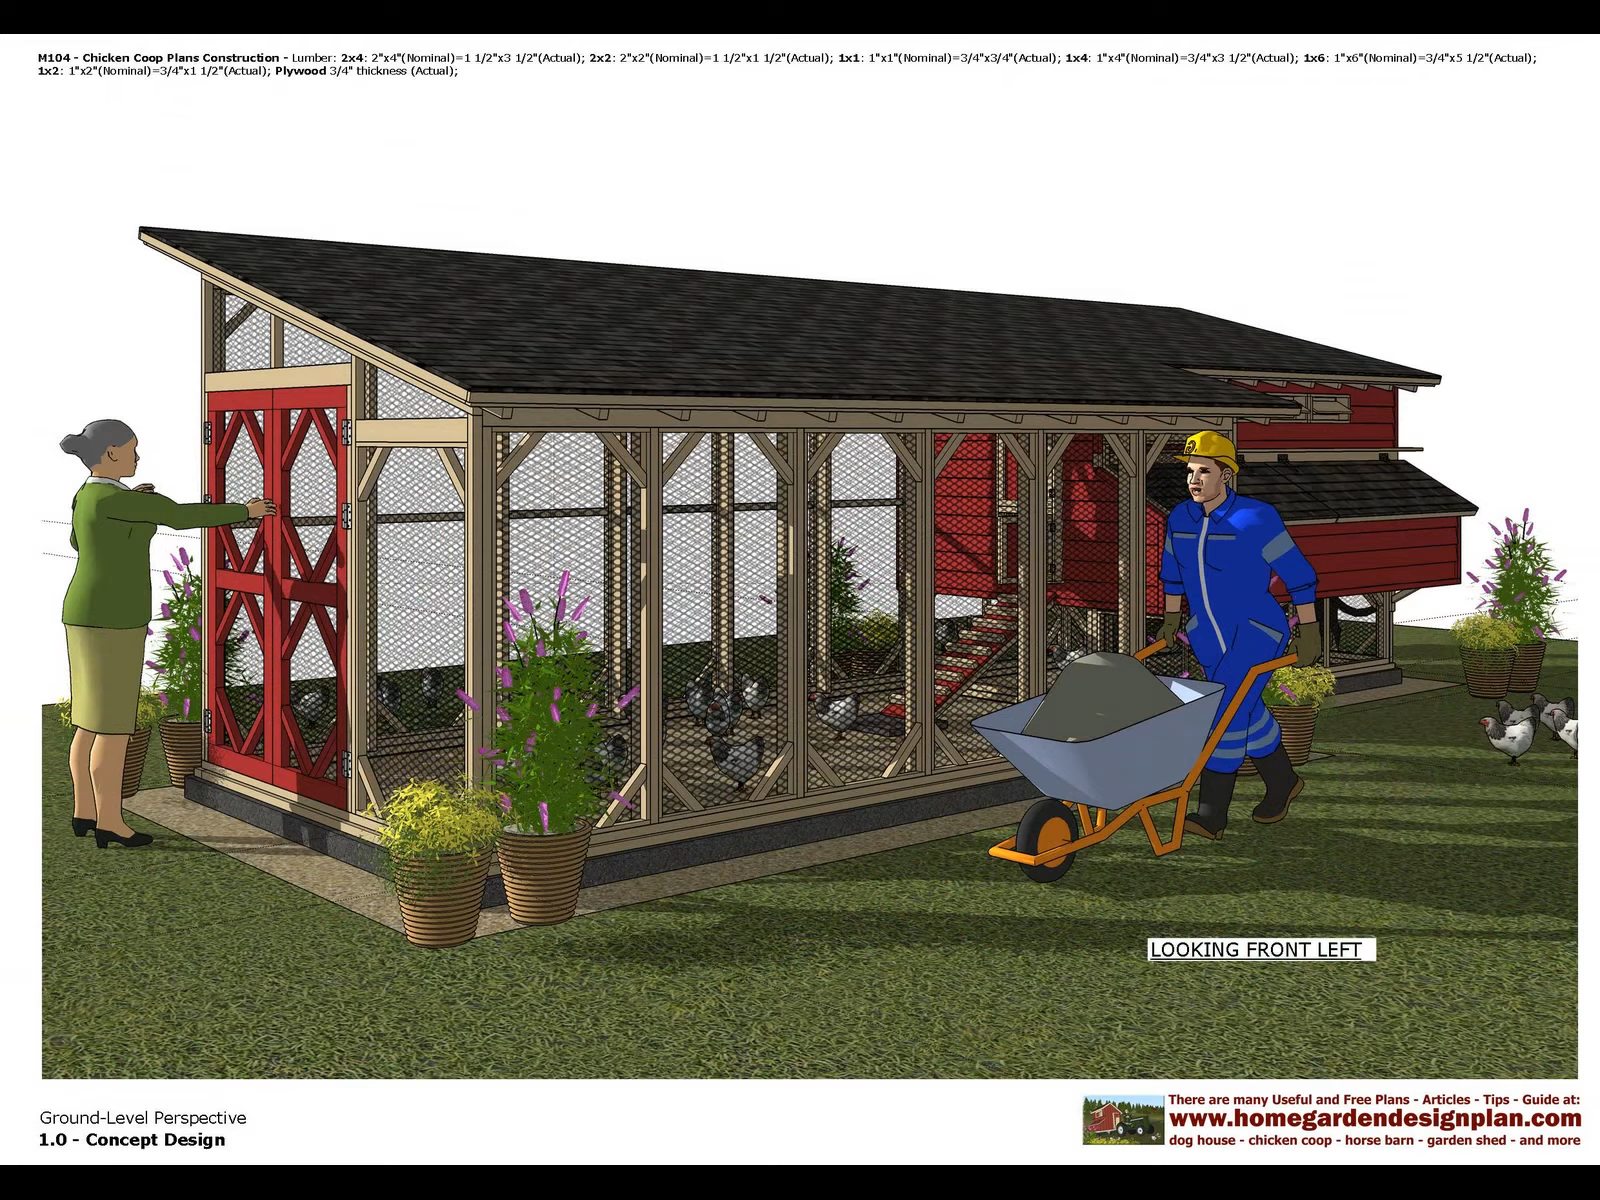 M104 - Chicken Coop Plans Construction - Lumber: 2x4: 2"x4"(Nominal)=1 1/2"x3 1/2"(Actual); 2x2: 2"x2"(Nominal)=1 1/2"x1 1/2"(Actual); 1x1: 1"x1"(Nominal)=3/4"x3/4"(Actual); 1x4: 1"x4"(Nominal)=3/4"x3 1/2"(Actual); 1x6: 1"x6"(Nominal)=3/4"x5 1/2"(Actual);
1x2: 1"x2"(Nominal)=3/4"x1 1/2"(Actual); Plywood 3/4" thickness (Actual);
LOOKING FRONT LEFT
Ground-Level Perspective
1.0 - Concept Design
There are many Useful and Free Plans - Articles - Tips - Guide at:
www.homegardendesignplan.com
dog house - chicken coop - horse barn - garden shed - and more